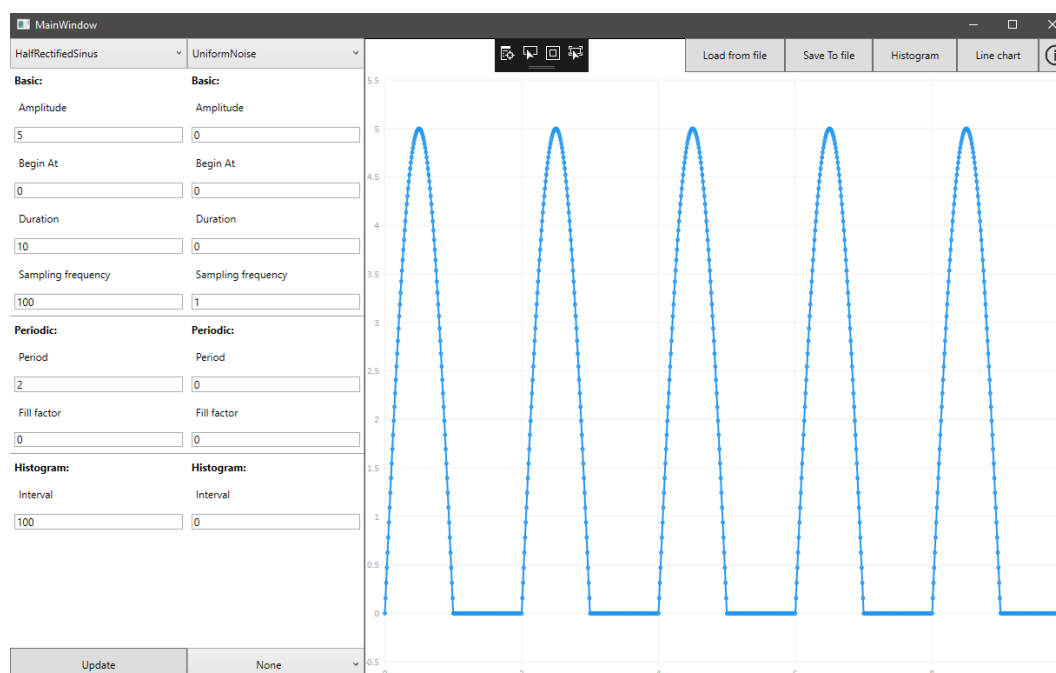 MainWindow
HalfRectifiedSinus UniformNoise Load from file Save To file Histogram Line chart
Basic: Basic:
Amplitude Amplitude
5 0
Begin At Begin At
0 0
Duration Duration
10 0
Sampling frequency Sampling frequency
100 1
Periodic: Periodic:
Period Period
2 0
Fill factor Fill factor
0 0
Histogram: Histogram:
Interval Interval
100 0
Update None
5.5
5
4.5
4
3.5
3
2.5
2
1.5
1
0.5
0
-0.5